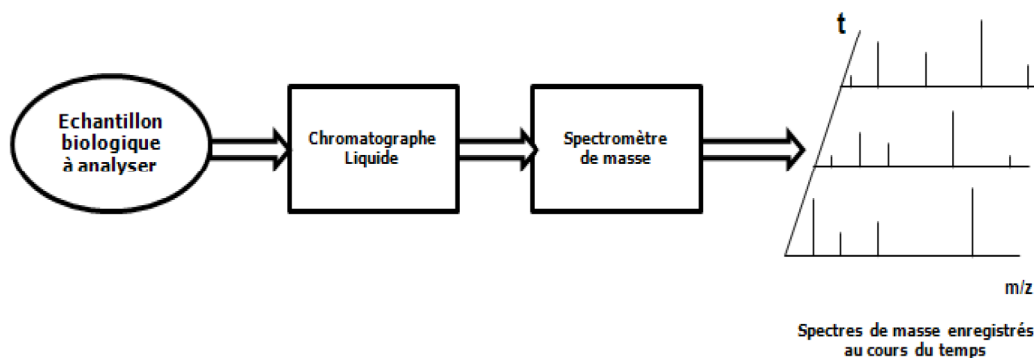 t
Echantillon
biologique
à analyser
Chromatographe
Liquide
Spectromètre
de masse
m/z
Spectres de masse enregistrés
au cours du temps